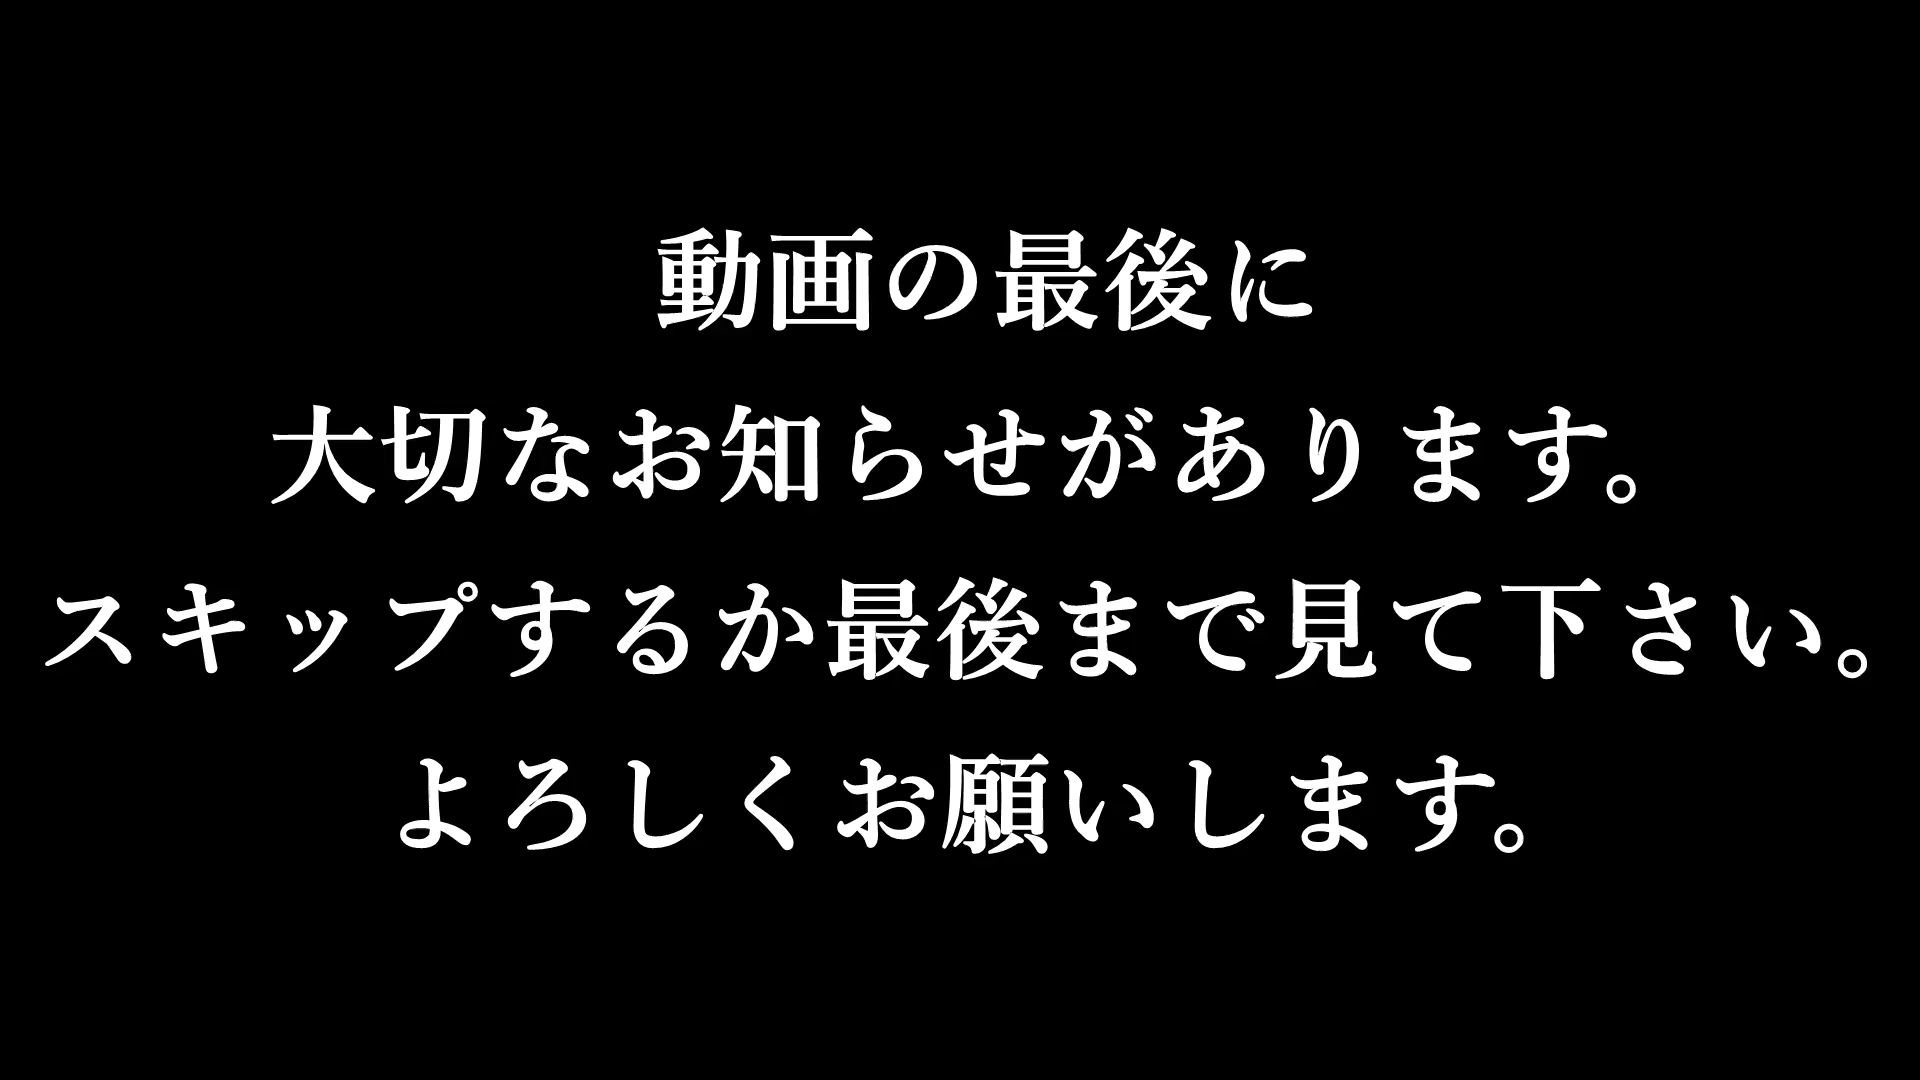 動画の最後に
大切なお知らせがあります。
スキップするか最後まで見て下さい。
よろしくお願いします。